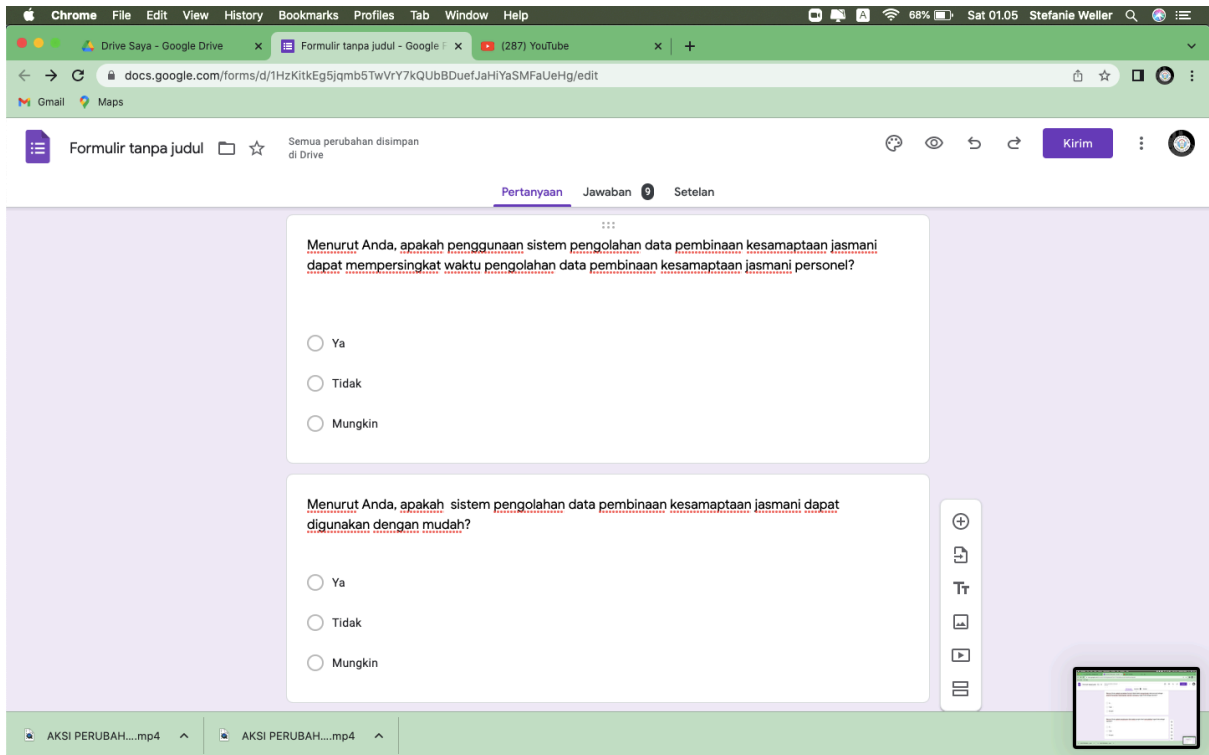 Chrome File Edit View History Bookmarks Profiles Tab Window Help A 68% Sat 01.05 Stefanie Weller
Drive Saya - Google Drive Formulir tanpa judul - Google F (287) YouTube
docs.google.com/forms/d/1HzKitkEg5jqmb5TwVrY7kQUbBDuefJaHiYaSMFaUeHg/edit
Gmail Maps
Formulir tanpa judul Semua perubahan disimpan
di Drive
Kirim
Pertanyaan Jawaban 9 Setelan
Menurut Anda, apakah penggunaan sistem pengolahan data pembinaan kesamaptaan jasmani
dapat mempersingkat waktu pengolahan data pembinaan kesamaptaan jasmani personel?
Ya
Tidak
Mungkin
Menurut Anda, apakah sistem pengolahan data pembinaan kesamaptaan jasmani dapat
digunakan dengan mudah?
Ya
Tidak
Mungkin
Tт
AKSI PERUBAH....mp4 AKSI PERUBAH....mp4